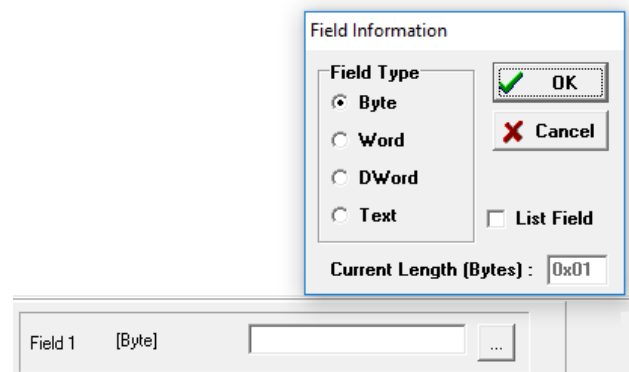 Field Information
Field Type
OK
Byte
Word
Cancel
DWord
Text
List Field
Current Length (Bytes) : 0x01
Field 1 [Byte] ...